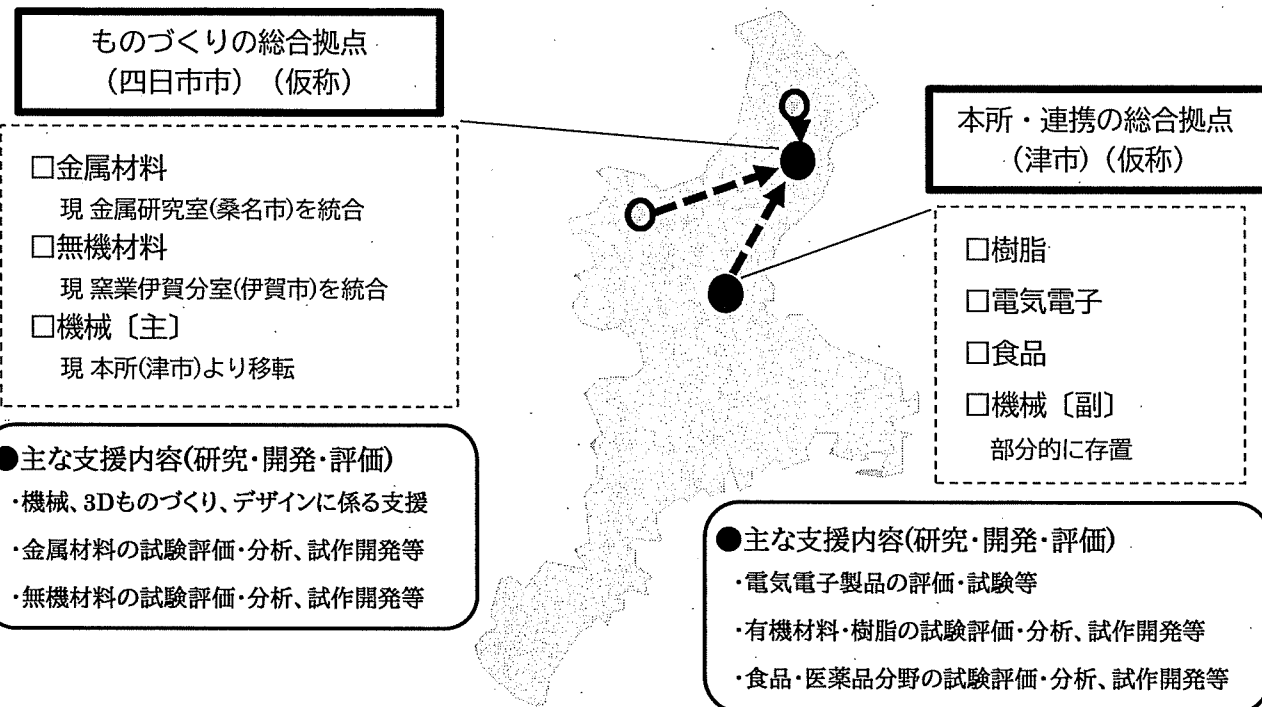 ものづくりの総合拠点
（四日市市）（仮称）
□金属材料
現 金属研究室(桑名市)を統合
□無機材料
現 窯業伊賀分室(伊賀市)を統合
□機械〔主〕
現 本所(津市)より移転
●主な支援内容(研究・開発・評価)
・機械、3Dものづくり、デザインに係る支援
・金属材料の試験評価・分析、試作開発等
・無機材料の試験評価・分析、試作開発等
本所・連携の総合拠点
（津市）（仮称）
□樹脂
□電気電子
□食品
□機械〔副〕
部分的に存置
●主な支援内容(研究・開発・評価)
・電気電子製品の評価・試験等
・有機材料・樹脂の試験評価・分析、試作開発等
・食品・医薬品分野の試験評価・分析、試作開発等